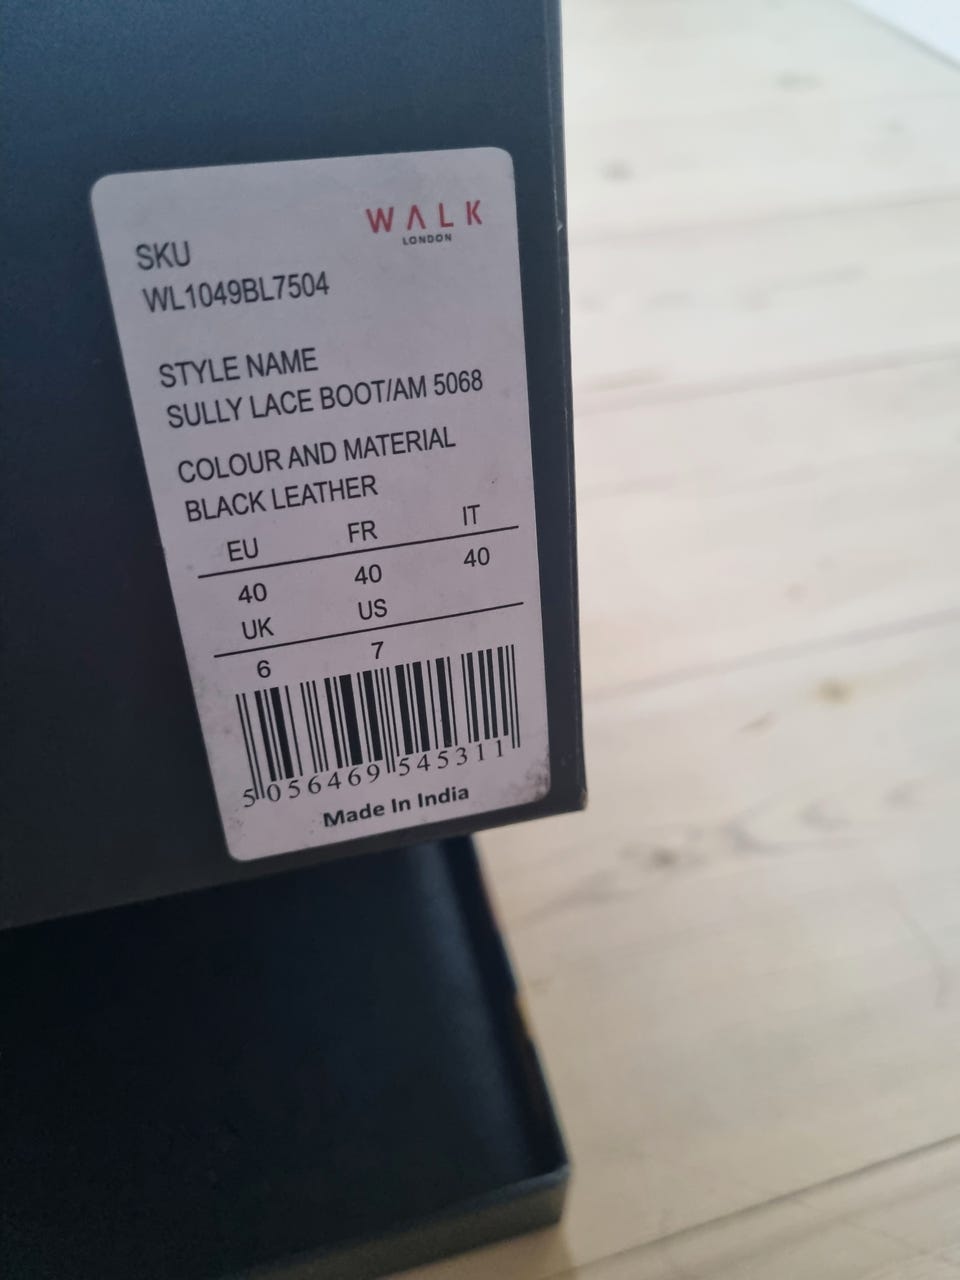 WALK
LONDON
SKU
WL1049BL7504
STYLE NAME
SULLY LACE BOOT/AM 5068
COLOUR AND MATERIAL
BLACK LEATHER
EU FR IT
40 40 40
UK US
6 7
5 056469 545311
Made In India